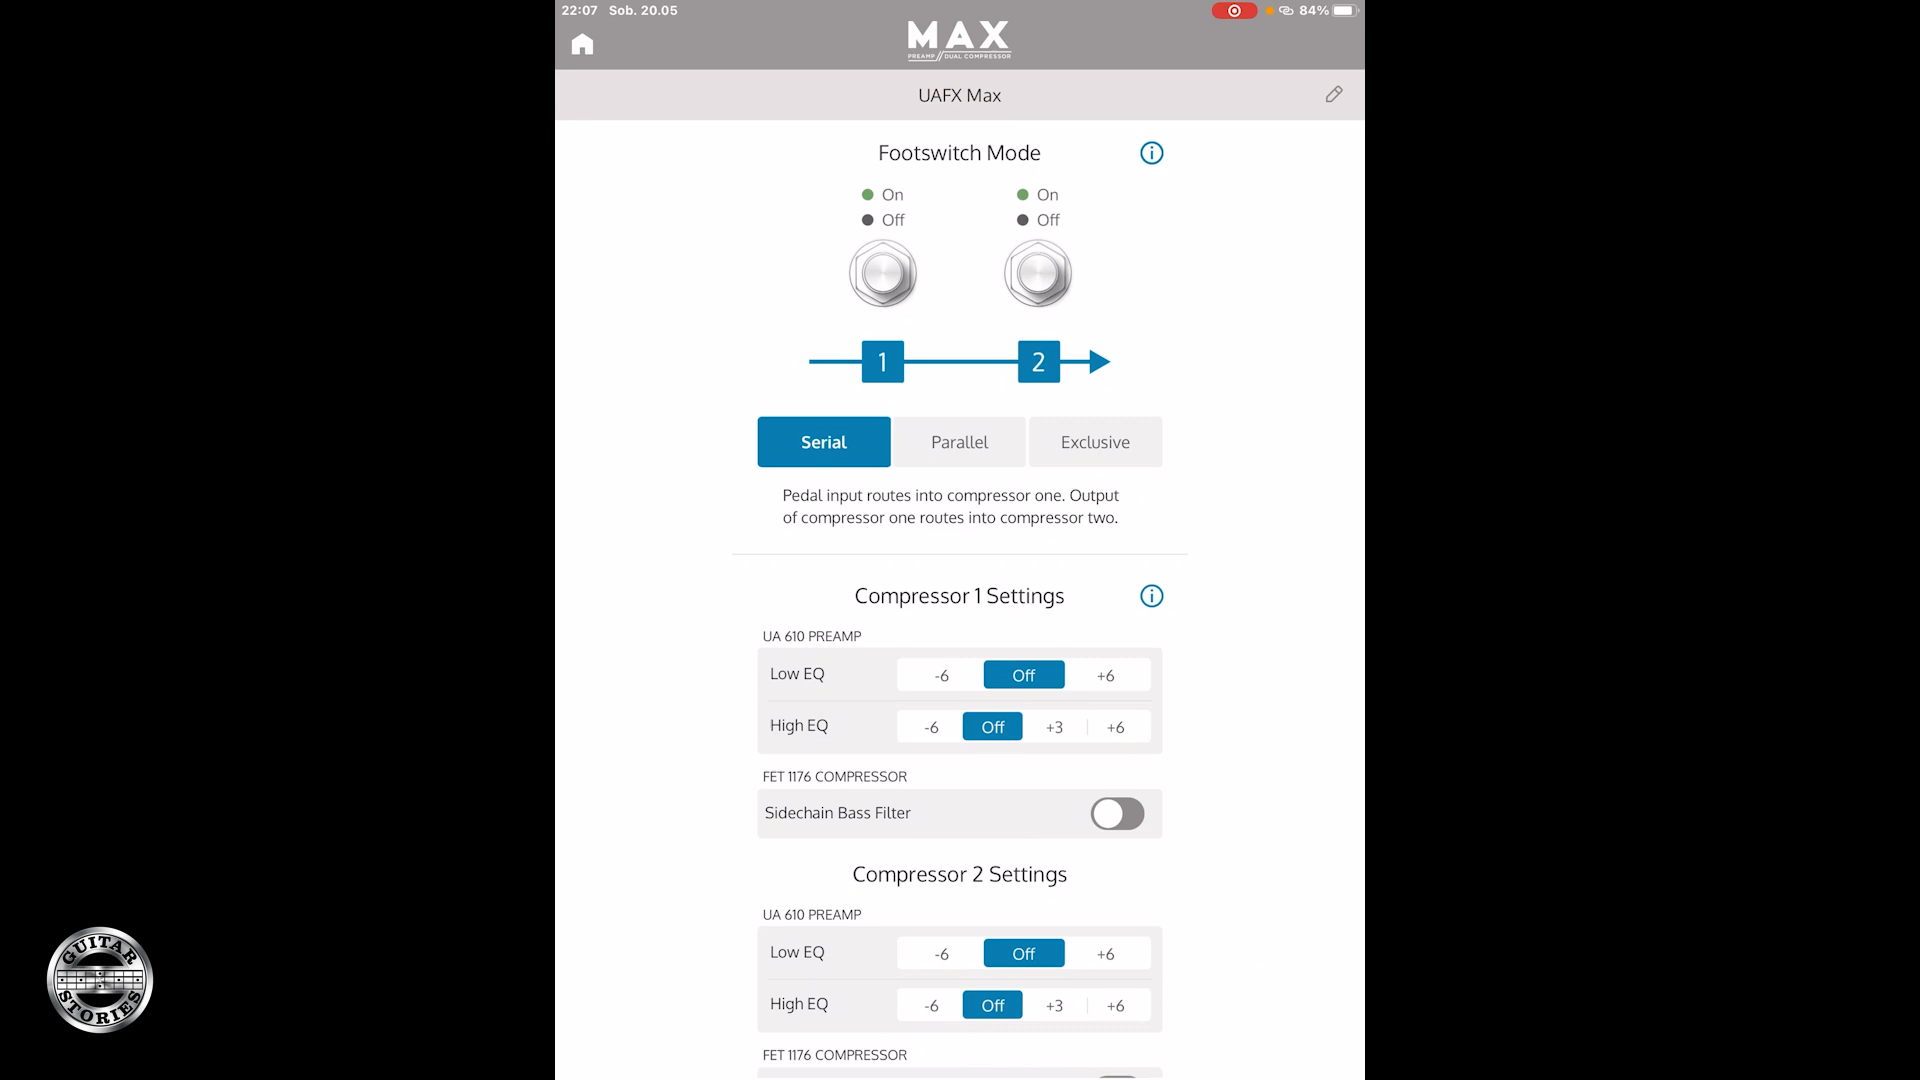 22:07 Sob. 20.05
84%
MAX
PREAMP // DUAL COMPRESSOR
UAFX Max
Footswitch Mode
On On
Off Off
1 2
Serial Parallel Exclusive
Pedal input routes into compressor one. Output
of compressor one routes into compressor two.
Compressor 1 Settings
UA 610 PREAMP
Low EQ -6 Off +6
High EQ -6 Off +3 +6
FET 1176 COMPRESSOR
Sidechain Bass Filter
Compressor 2 Settings
UA 610 PREAMP
Low EQ -6 Off +6
High EQ -6 Off +3 +6
FET 1176 COMPRESSOR
GUITAR
STORIES